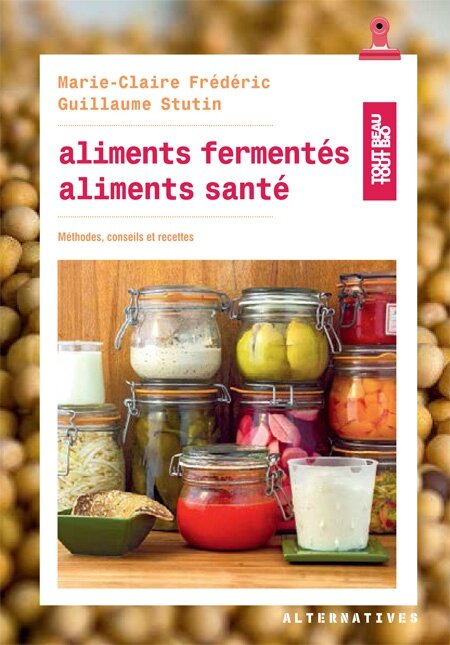 Marie-Claire Frédéric
Guillaume Stutin
TOUT BEAU
TOUT BIO
aliments fermentés
aliments santé
Méthodes, conseils et recettes
ALTERNATIVES